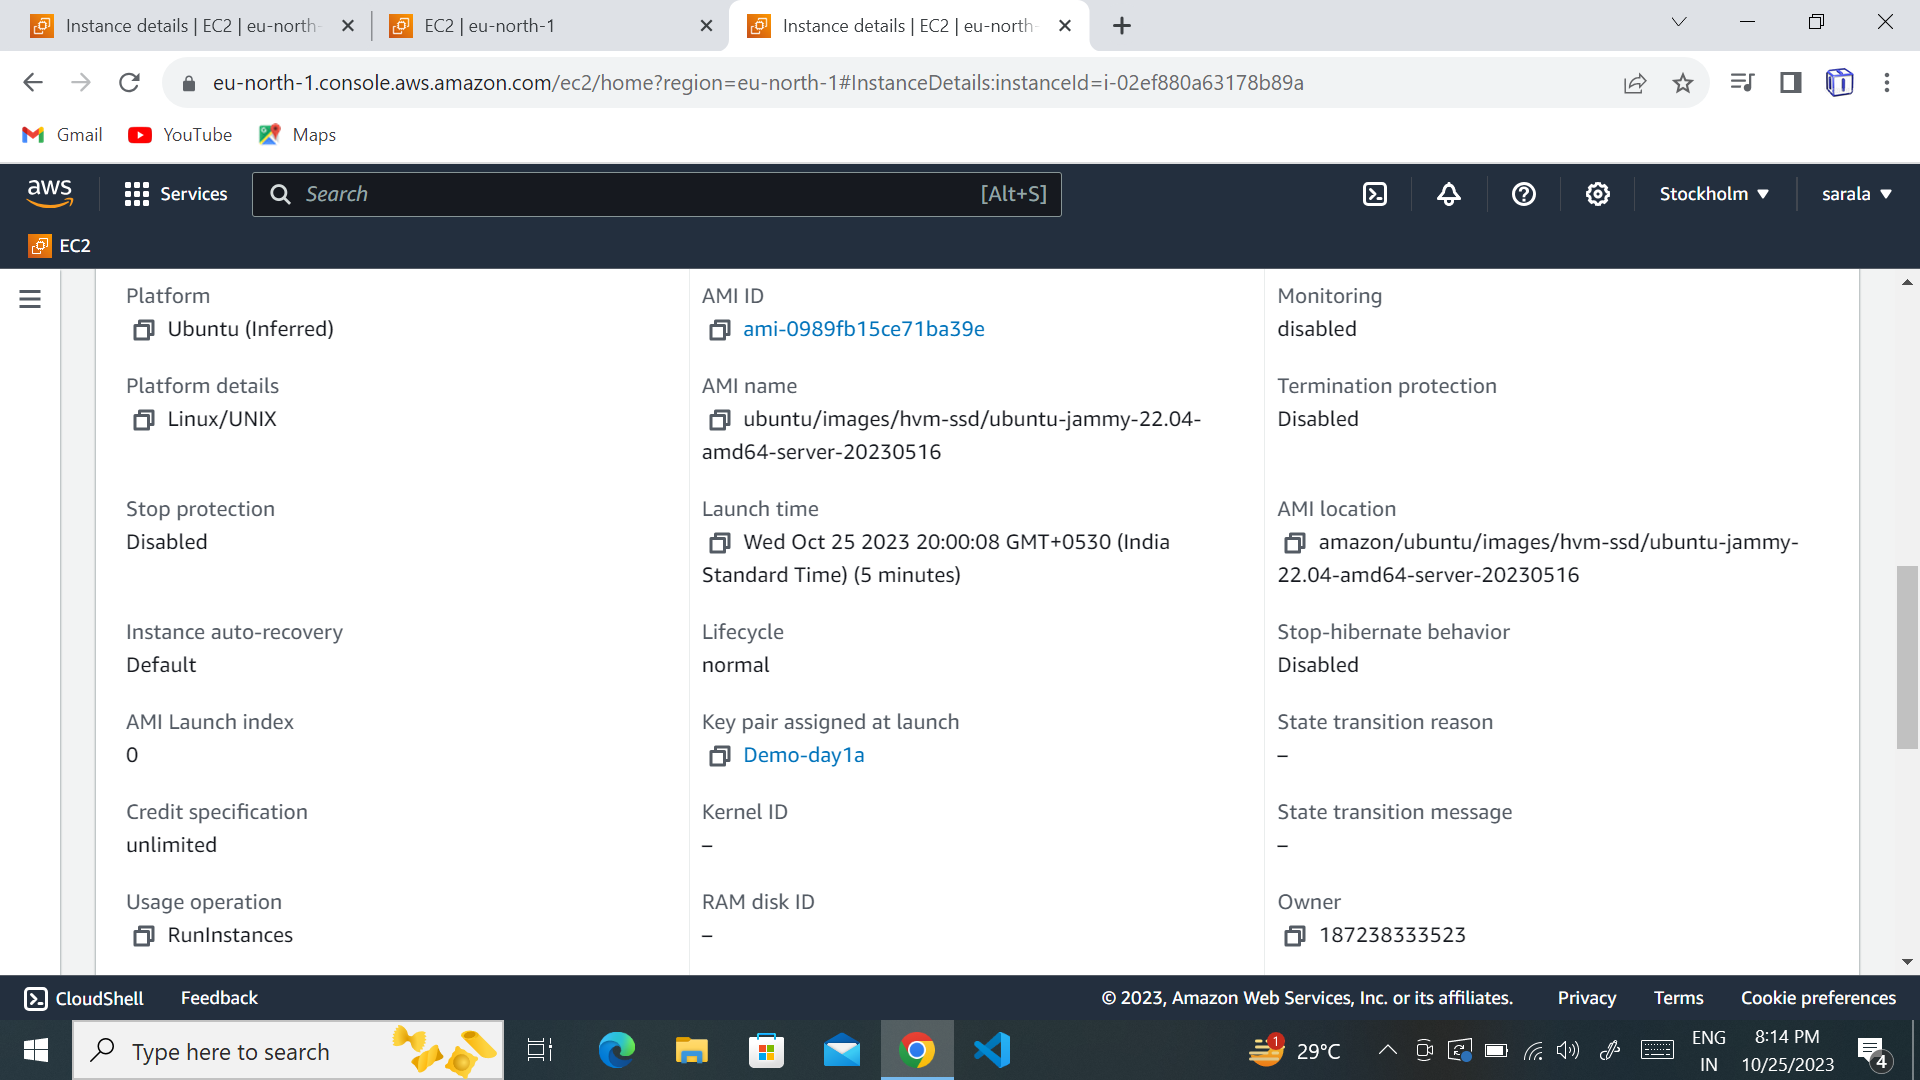 Instance details | EC2 | eu-north-
EC2 | eu-north-1
Instance details | EC2 | eu-north-
eu-north-1.console.aws.amazon.com/ec2/home?region=eu-north-1#InstanceDetails:instanceId=i-02ef880a63178b89a
Gmail YouTube Maps
aws Services Search [Alt+S] Stockholm sarala
EC2
Platform
Ubuntu (Inferred)
AMI ID
ami-0989fb15ce71ba39e
Monitoring
disabled
Platform details
Linux/UNIX
AMI name
ubuntu/images/hvm-ssd/ubuntu-jammy-22.04-
amd64-server-20230516
Termination protection
Disabled
Stop protection
Disabled
Launch time
Wed Oct 25 2023 20:00:08 GMT+0530 (India
Standard Time) (5 minutes)
AMI location
amazon/ubuntu/images/hvm-ssd/ubuntu-jammy-
22.04-amd64-server-20230516
Instance auto-recovery
Default
Lifecycle
normal
Stop-hibernate behavior
Disabled
AMI Launch index
0
Key pair assigned at launch
Demo-day1a
State transition reason
–
Credit specification
unlimited
Kernel ID
–
State transition message
–
Usage operation
RunInstances
RAM disk ID
–
Owner
187238333523
CloudShell Feedback © 2023, Amazon Web Services, Inc. or its affiliates. Privacy Terms Cookie preferences
Type here to search
1 29°C
ENG
IN
8:14 PM
10/25/2023
4